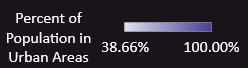 Percent of
Population in
Urban Areas
38.66% 100.00%